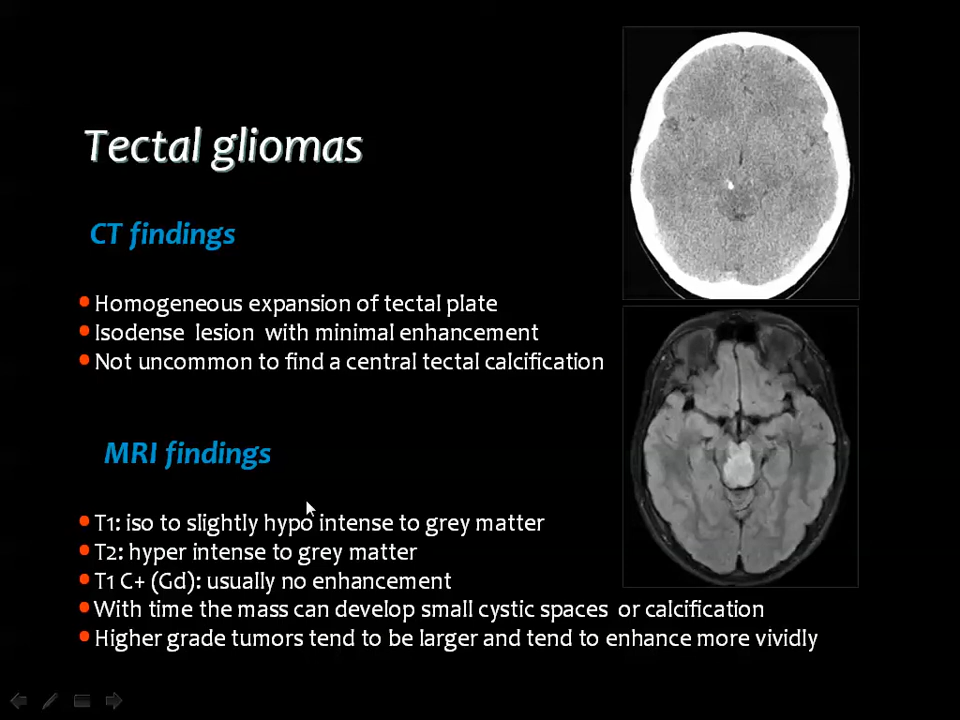 Tectal gliomas
CT findings
Homogeneous expansion of tectal plate
Isodense lesion with minimal enhancement
Not uncommon to find a central tectal calcification
MRI findings
T1: iso to slightly hypo intense to grey matter
T2: hyper intense to grey matter
T1 C+ (Gd): usually no enhancement
With time the mass can develop small cystic spaces or calcification
Higher grade tumors tend to be larger and tend to enhance more vividly